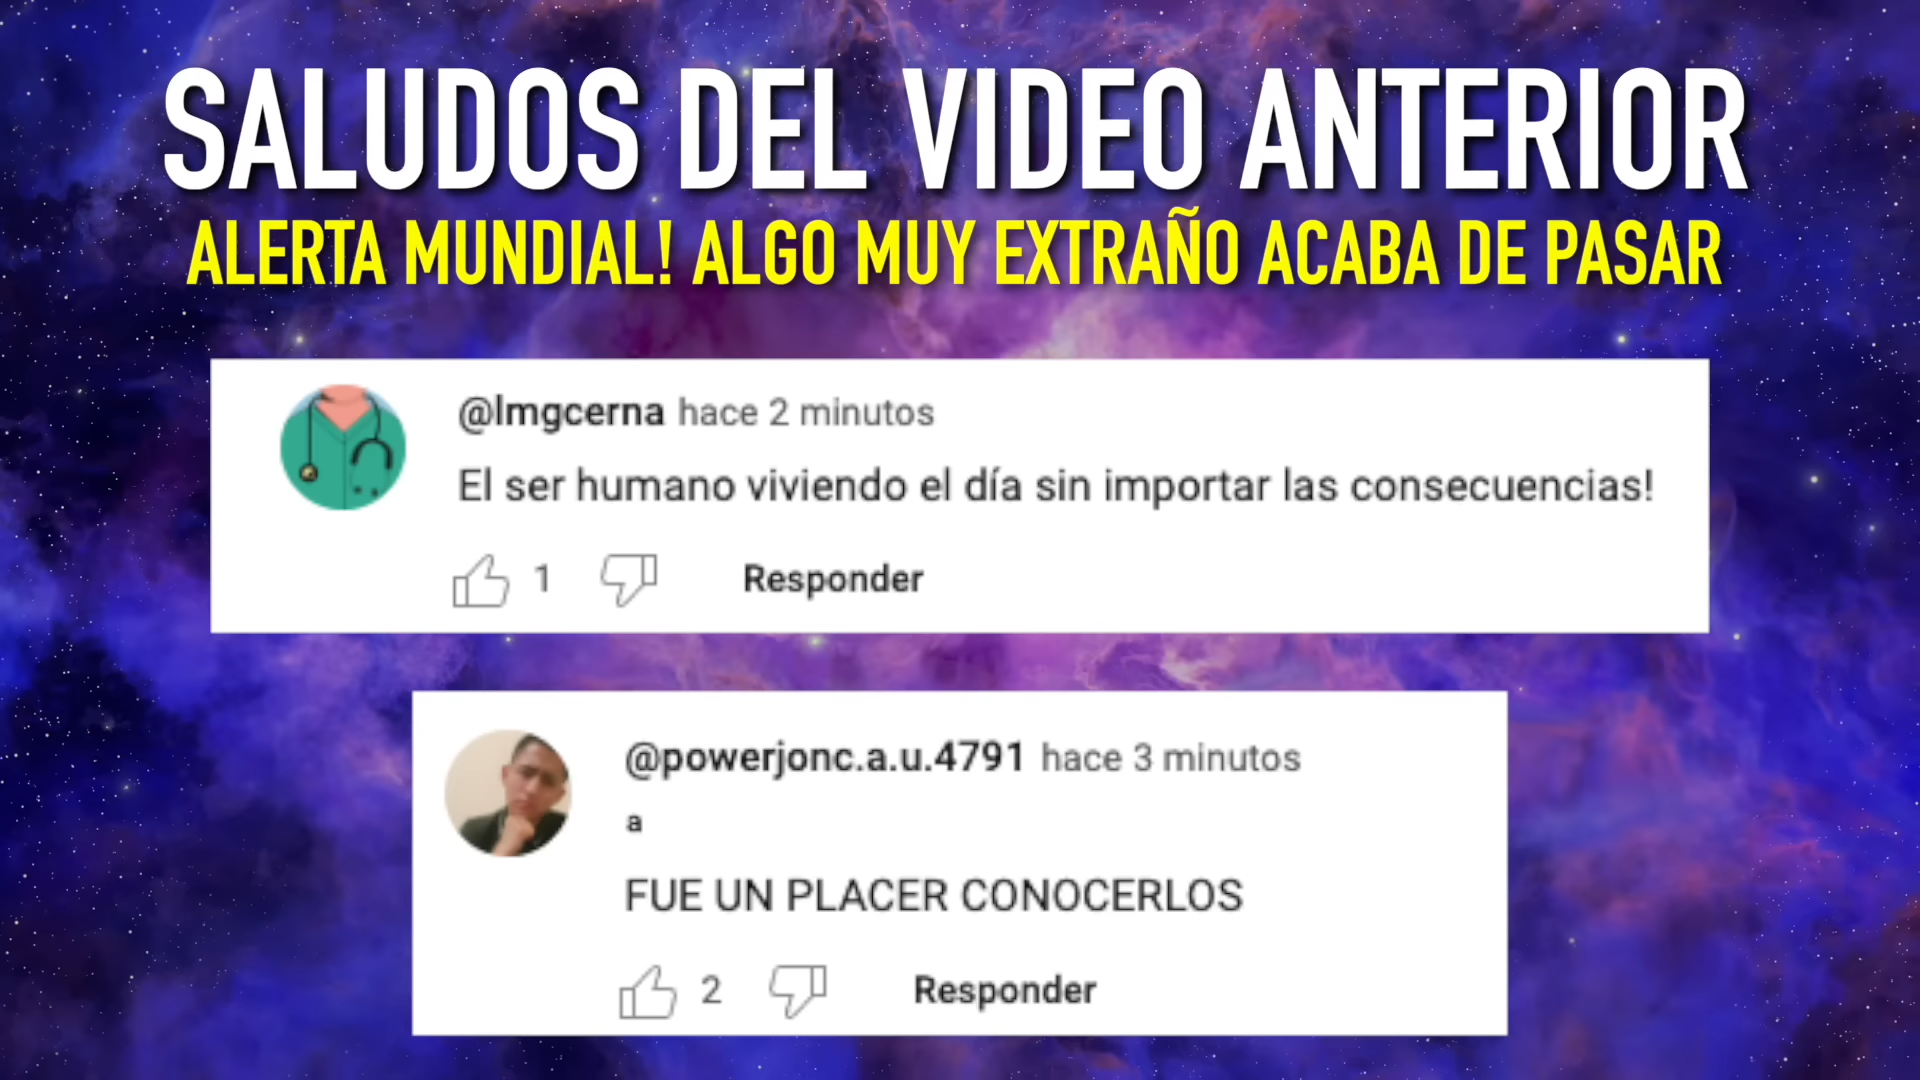 SALUDOS DEL VIDEO ANTERIOR
ALERTA MUNDIAL! ALGO MUY EXTRAÑO ACABA DE PASAR
@lmgcerna hace 2 minutos
El ser humano viviendo el día sin importar las consecuencias!
1 Responder
@powerjonc.a.u.4791 hace 3 minutos
a
FUE UN PLACER CONOCERLOS
2 Responder